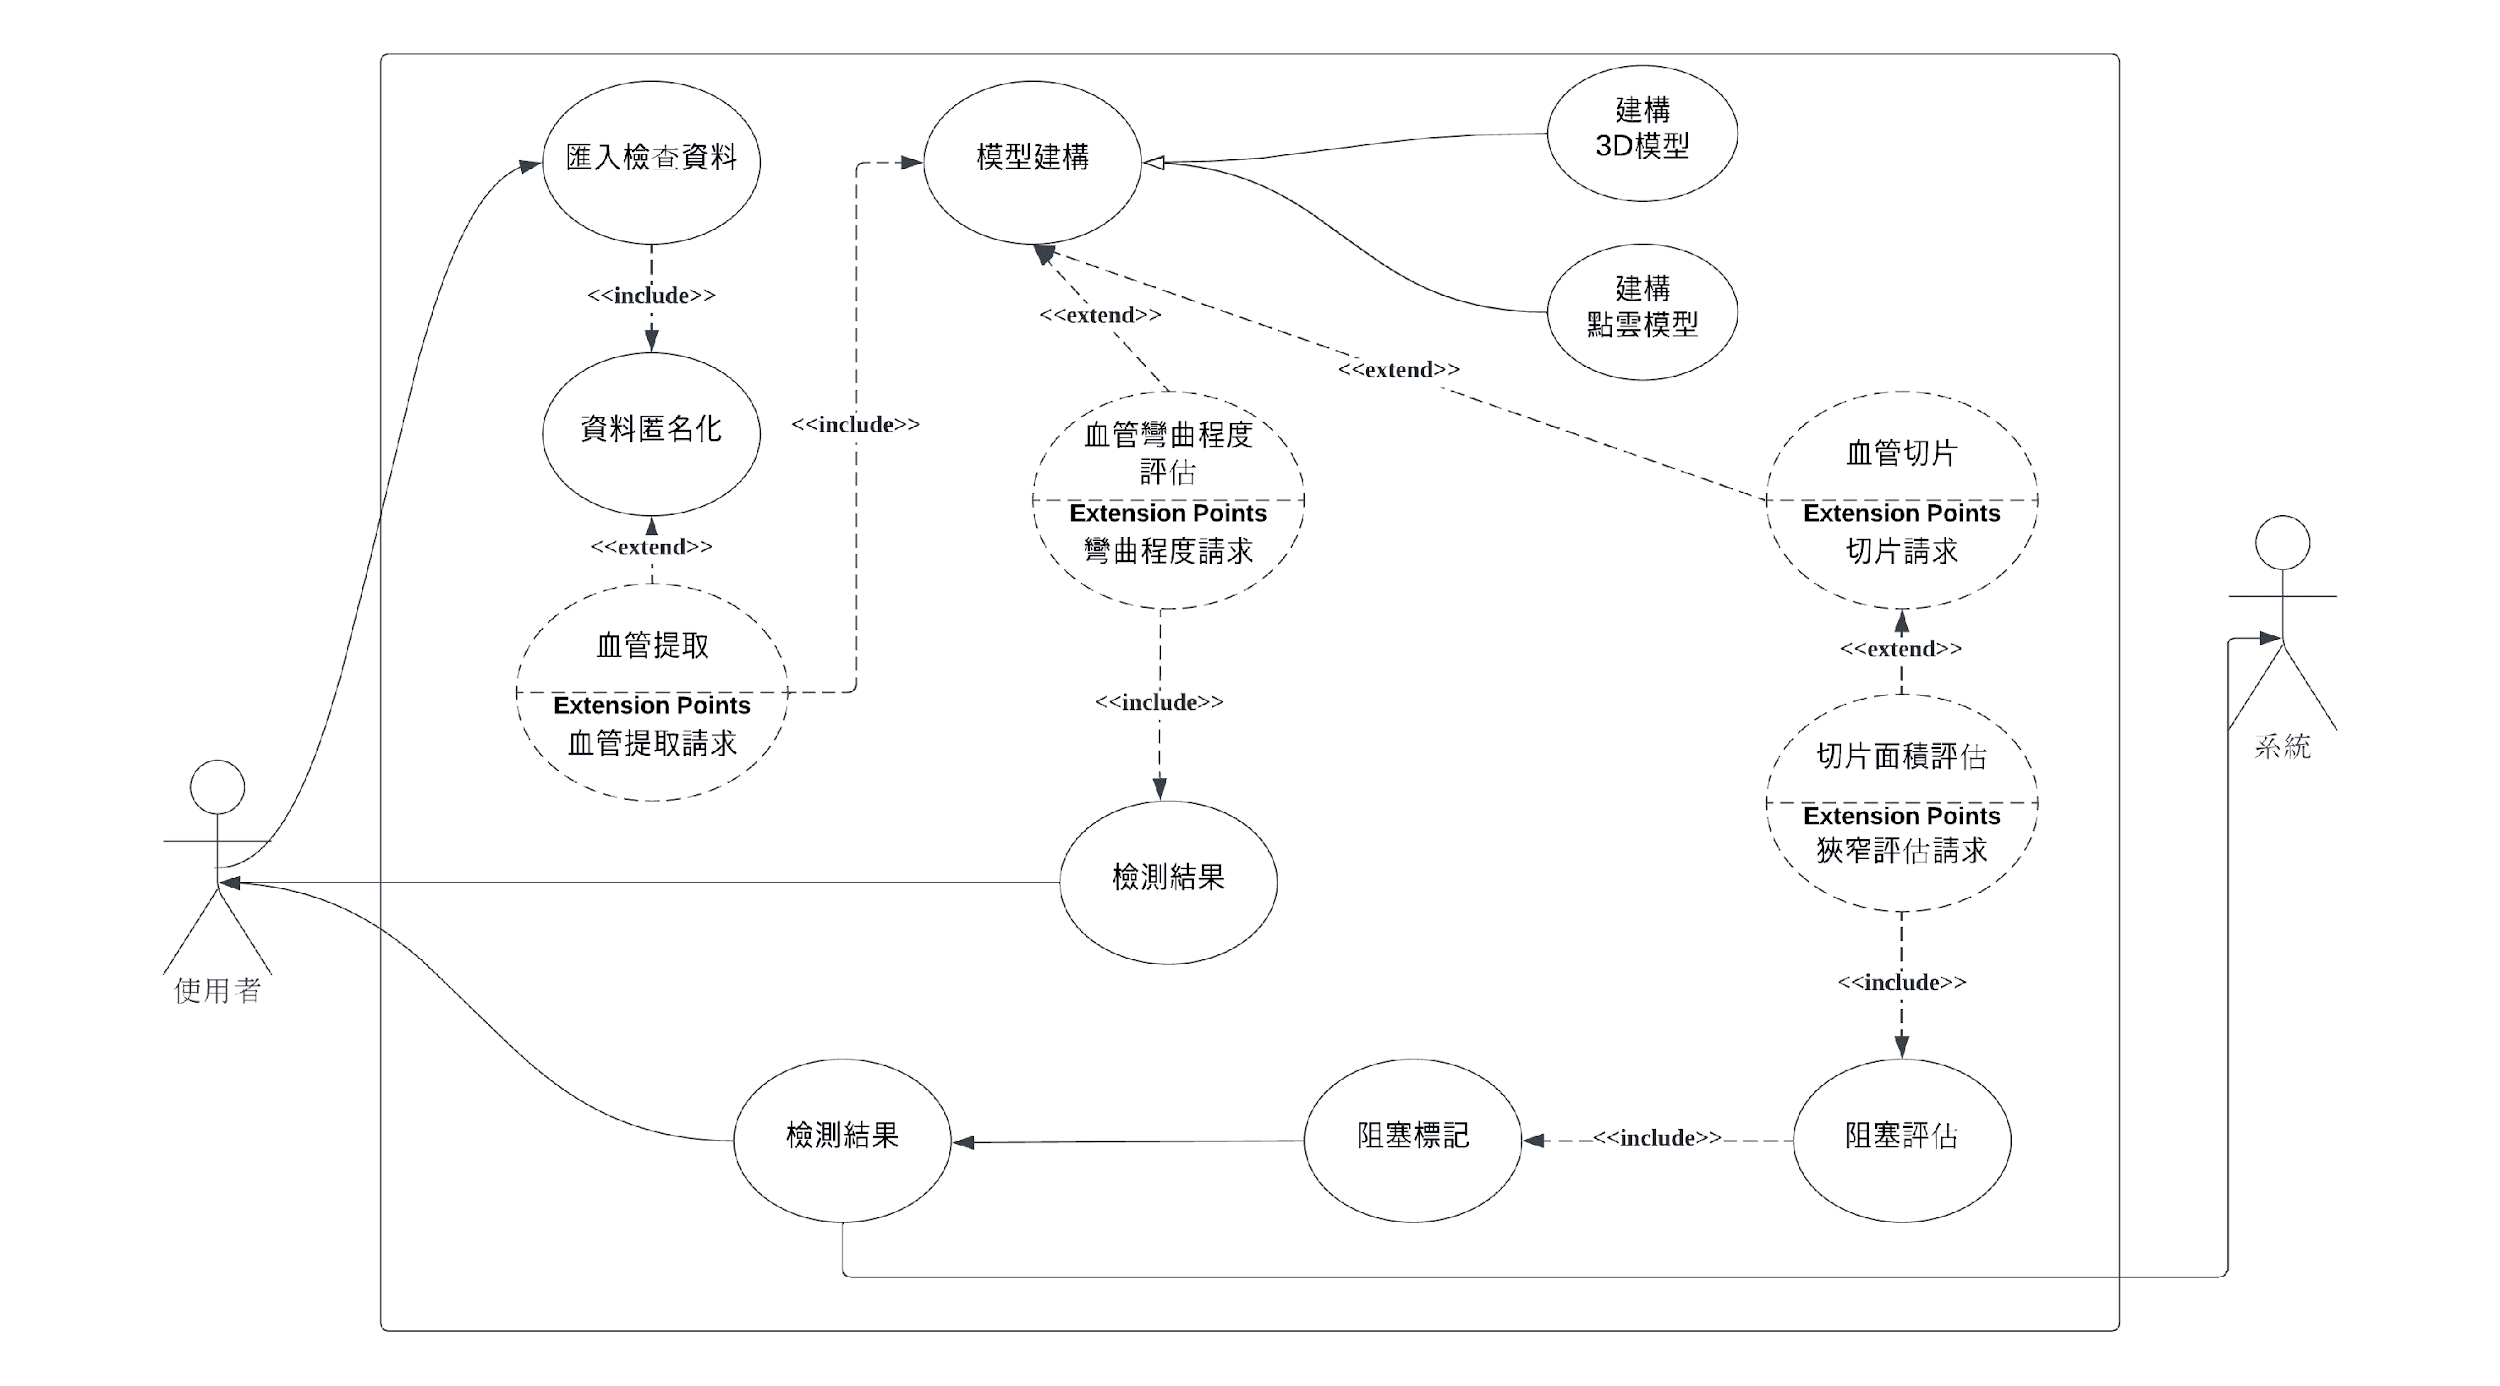 匯入檢查資料
模型建構
建構
3D模型
<<include>>
建構
點雲模型
<<extend>>
<<extend>>
資料匿名化
<<include>>
血管彎曲程度
評估
Extension Points
彎曲程度請求
血管切片
Extension Points
切片請求
<<extend>>
血管提取
Extension Points
血管提取請求
<<include>>
<<extend>>
系統
切片面積評估
Extension Points
狹窄評估請求
檢測結果
使用者
<<include>>
檢測結果
阻塞標記
<<include>>
阻塞評估